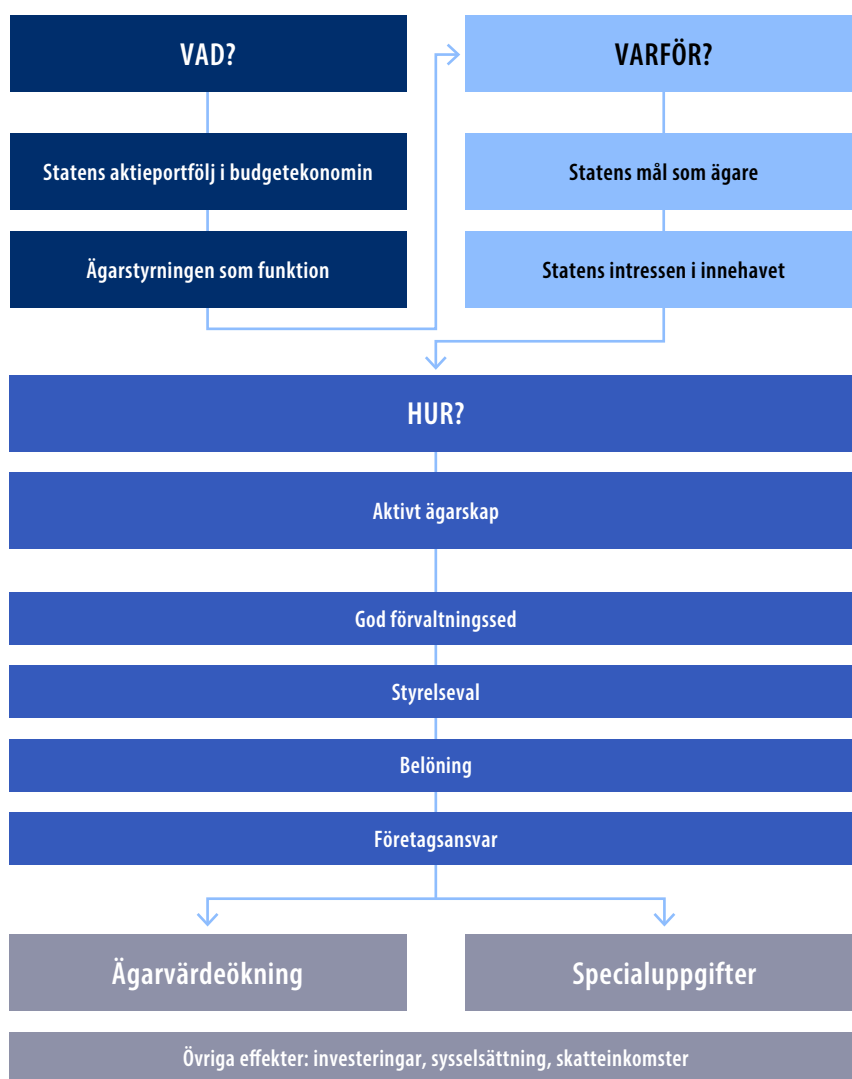 VAD?
Statens aktieportfölj i budgetekonomin
Ägarstyrningen som funktion
VARFÖR?
Statens mål som ägare
Statens intressen i innehavet
HUR?
Aktivt ägarskap
God förvaltningssed
Styrelseval
Belöning
Företagsansvar
Ägarvärdeökning
Specialuppgifter
Övriga effekter: investeringar, sysselsättning, skatteinkomster